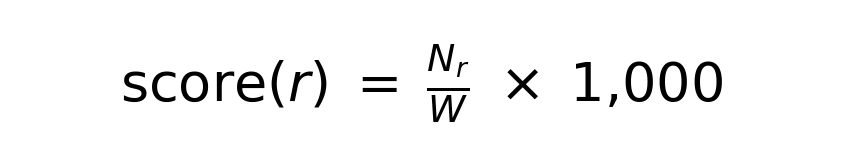 score(r) = N_r/W × 1,000